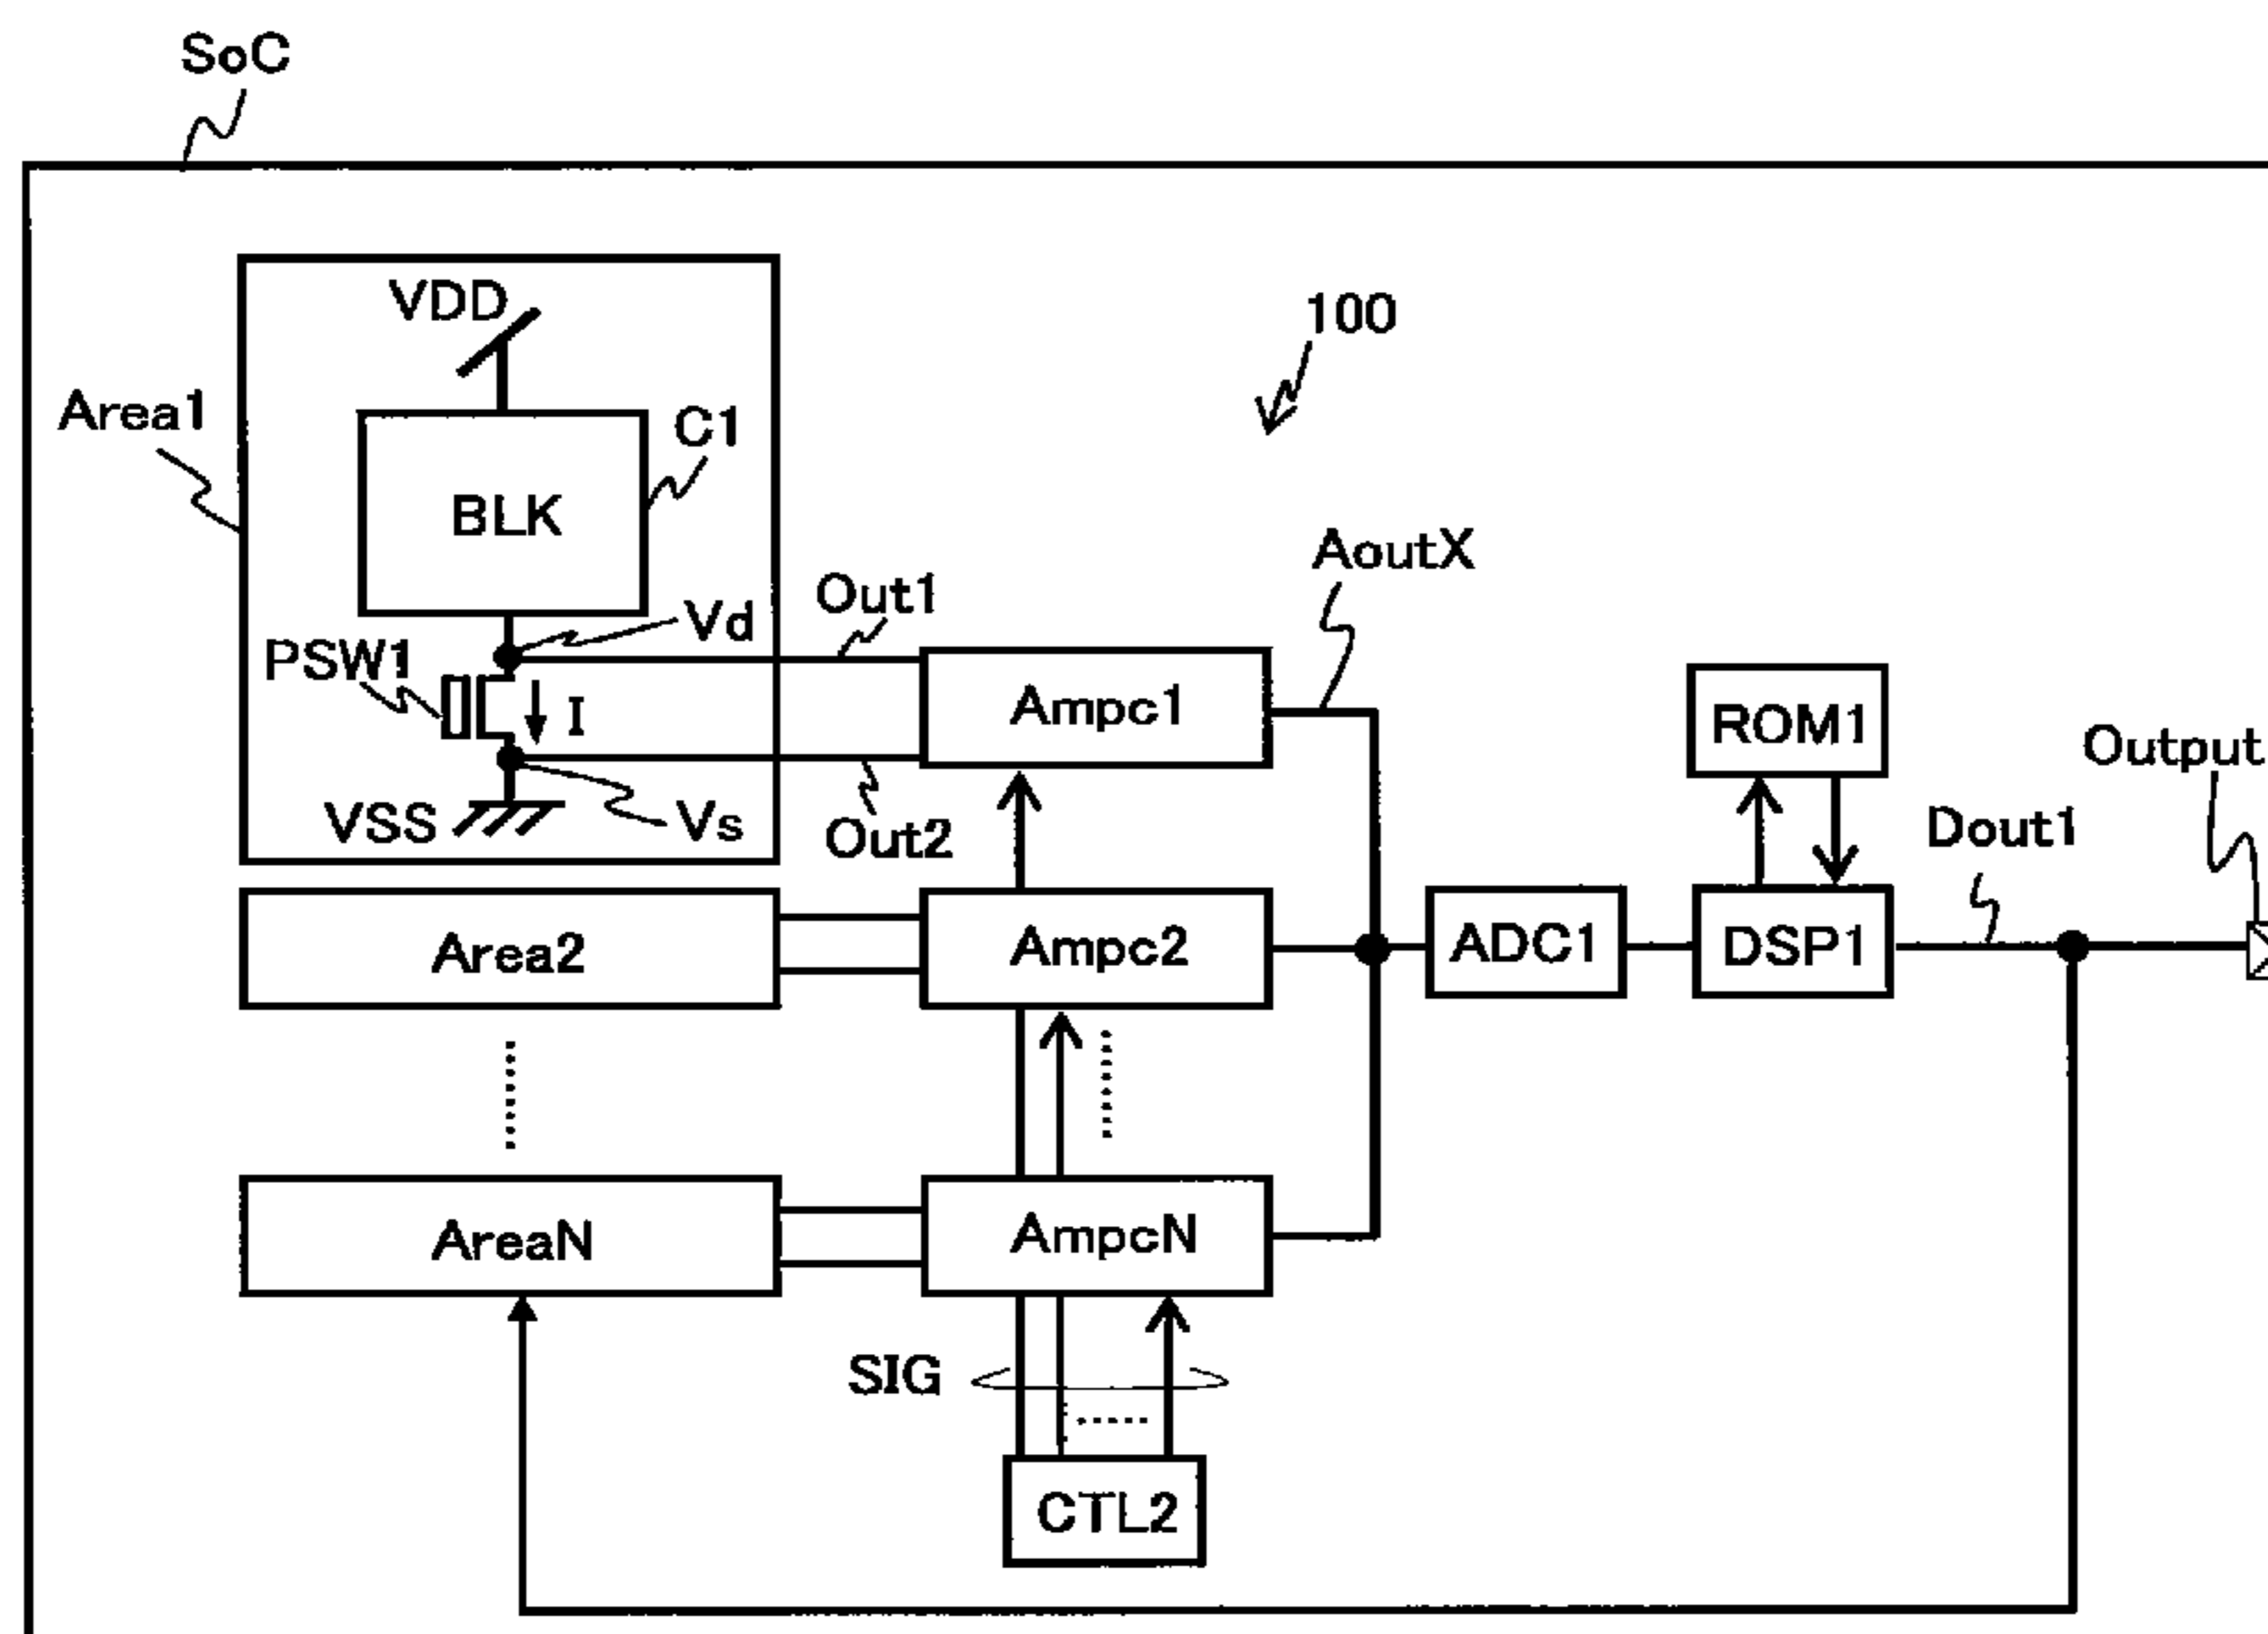 SoC
VDD
100
Area1
C1
BLK
AoutX
Out1
Vd
PSW1
I
Ampc1
ROM1
Output
VSS
Vs
Out2
Dout1
Area2
Ampc2
ADC1
DSP1
AreaN
AmpcN
SIG
CTL2